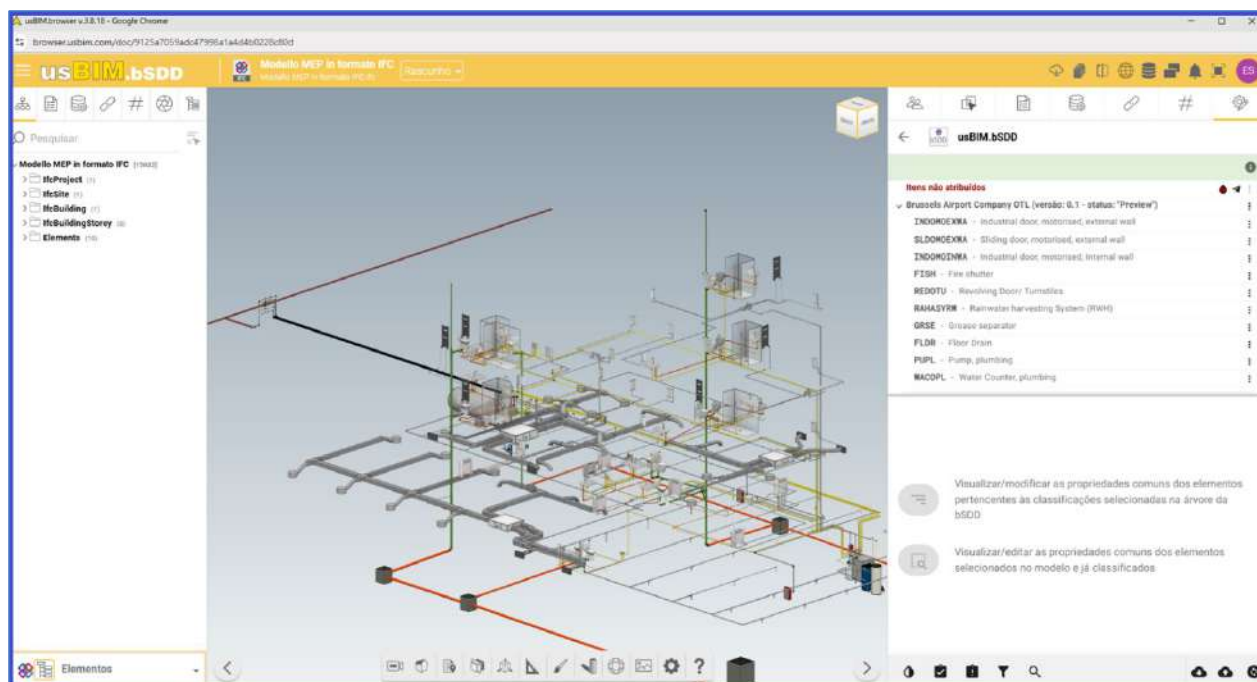 usBIM.browser v.3.8.18 - Google Chrome
usBIM.bSDD
Modello MEP in formato IFC
Rascunho
ES
Pesquisar
Modello MEP in formato IFC
IfcProject (1)
IfcSite (1)
IfcBuilding (1)
IfcBuildingStorey
Elements
Elementos
usBIM.bSDD
Itens não atribuídos
Brussels Airport Company OTL (versão: 0.1 - status: "Preview")
INDOMOEXWA - Industrial door, motorised, external wall
SLDOMOEXWA - Sliding door, motorised, external wall
INDOMOINWA - Industrial door, motorised, internal wall
FISH - Fire shutter
REDOTU - Revolving Door/ Turnstiles
RAHASYRW - Rainwater harvesting System (RWH)
GRSE - Grease separator
FLDR - Floor Drain
PUPL - Pump, plumbing
WACOPL - Water Counter, plumbing
Visualizar/modificar as propriedades comuns dos elementos
pertencentes às classificações selecionadas na árvore da
bSDD
Visualizar/editar as propriedades comuns dos elementos
selecionados no modelo e já classificados